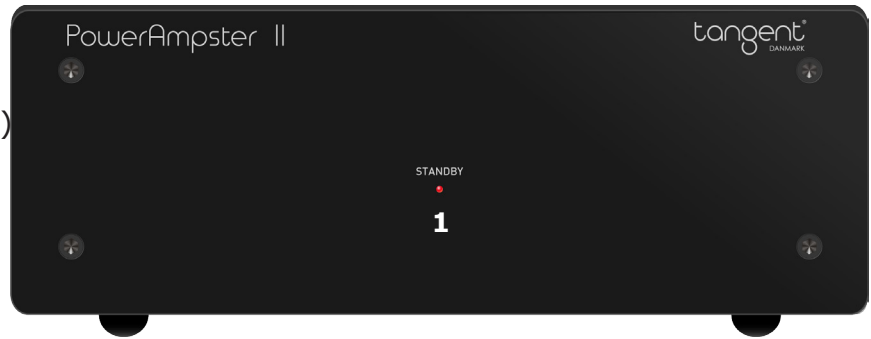 PowerAmpster II
tangent®
DANMARK
)
STANDBY
1